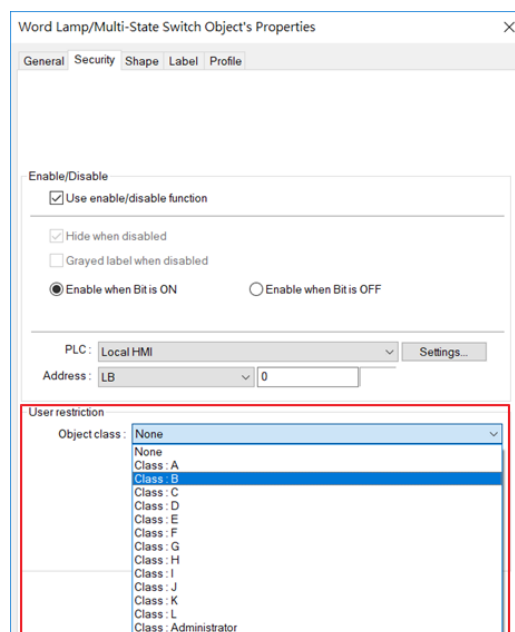 Word Lamp/Multi-State Switch Object's Properties
General Security Shape Label Profile
Enable/Disable
Use enable/disable function
Hide when disabled
Grayed label when disabled
Enable when Bit is ON Enable when Bit is OFF
PLC : Local HMI Settings...
Address : LB 0
User restriction
Object class : None
None
Class : A
Class : B
Class : C
Class : D
Class : E
Class : F
Class : G
Class : H
Class : I
Class : J
Class : K
Class : L
Class : Administrator